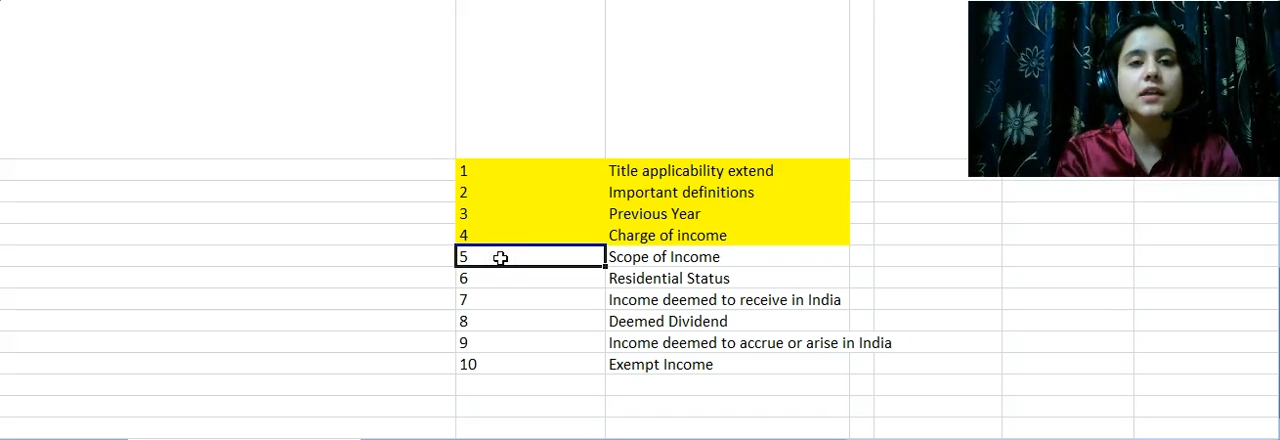 1 Title applicability extend
2 Important definitions
3 Previous Year
4 Charge of income
5 Scope of Income
6 Residential Status
7 Income deemed to receive in India
8 Deemed Dividend
9 Income deemed to accrue or arise in India
10 Exempt Income